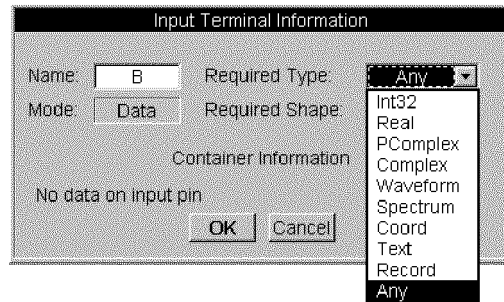 Input Terminal Information
Name: B Required Type: Any
Mode: Data Required Shape:
Int32
Real
PComplex
Complex
Waveform
Spectrum
Coord
Text
Record
Any
Container Information
No data on input pin
OK Cancel